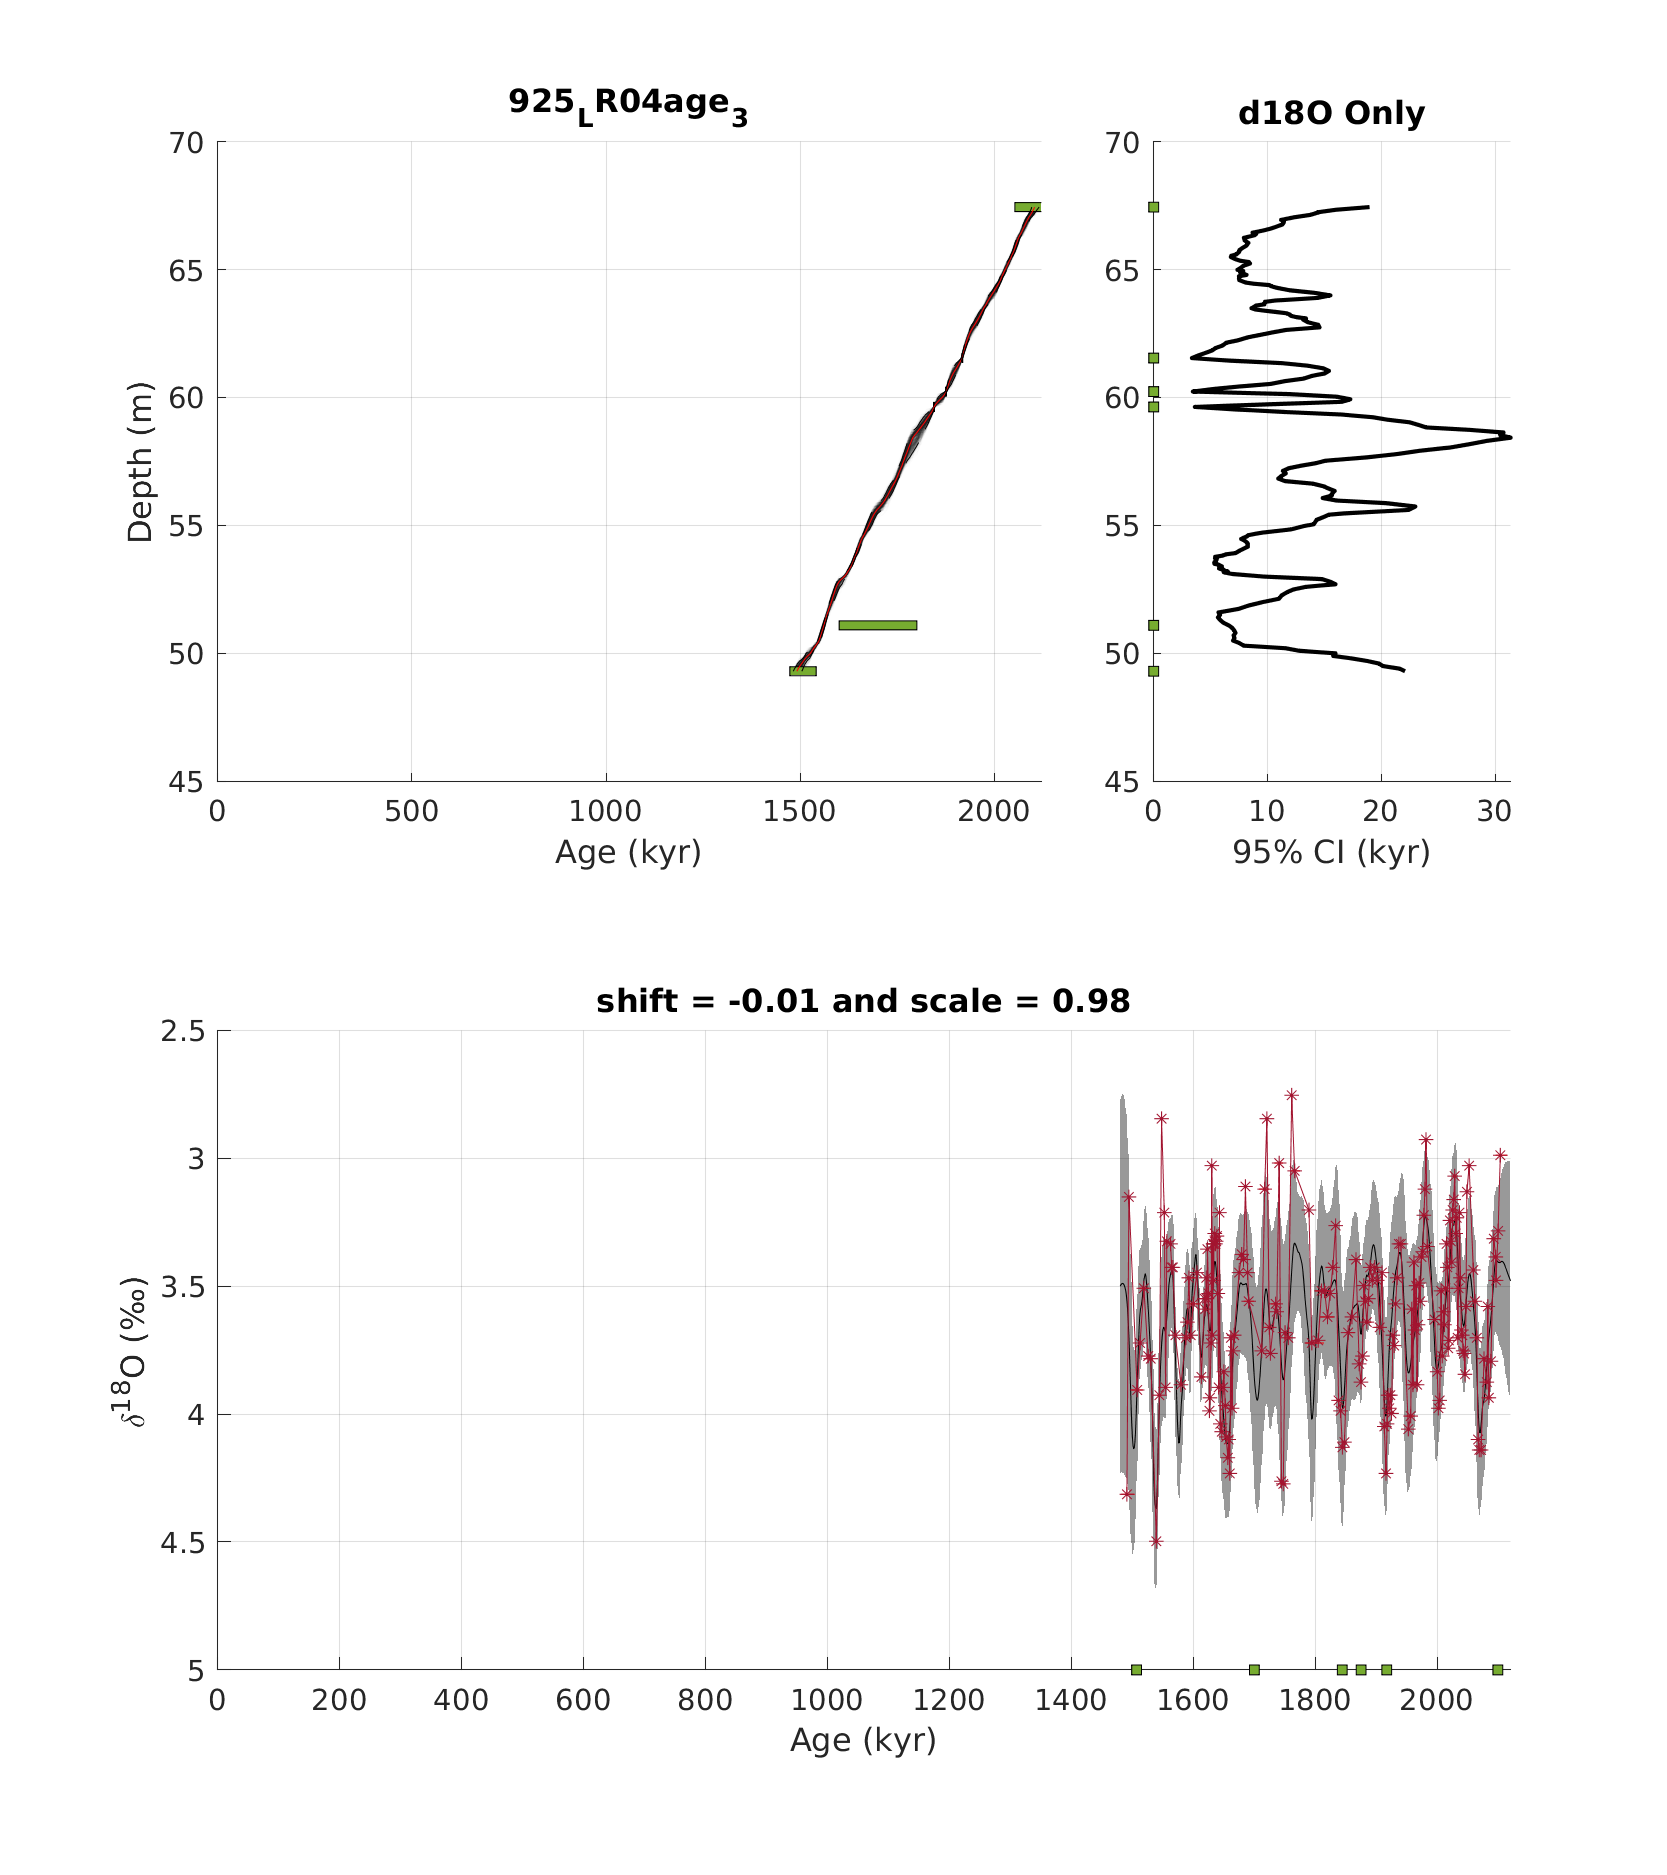 925LR04age3
70
65
60
55
50
45
Depth (m)
0 500 1000 1500 2000
Age (kyr)
d18O Only
70
65
60
55
50
45
0 10 20 30
95% CI (kyr)
shift = -0.01 and scale = 0.98
2.5
3
3.5
4
4.5
5
δ18O (‰)
0 200 400 600 800 1000 1200 1400 1600 1800 2000
Age (kyr)